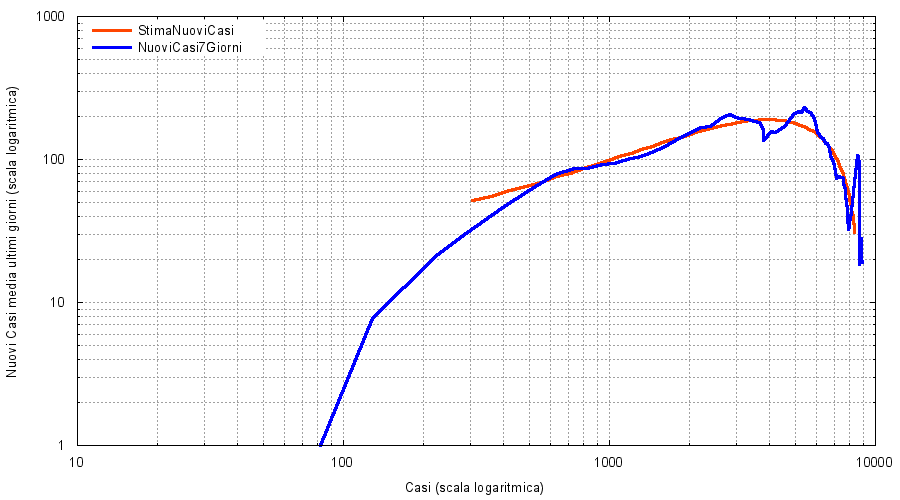 1000
StimaNuoviCasi
NuoviCasi7Giorni
100
10
1
10
100
1000
10000
Nuovi Casi media ultimi giorni (scala logaritmica)
Casi (scala logaritmica)